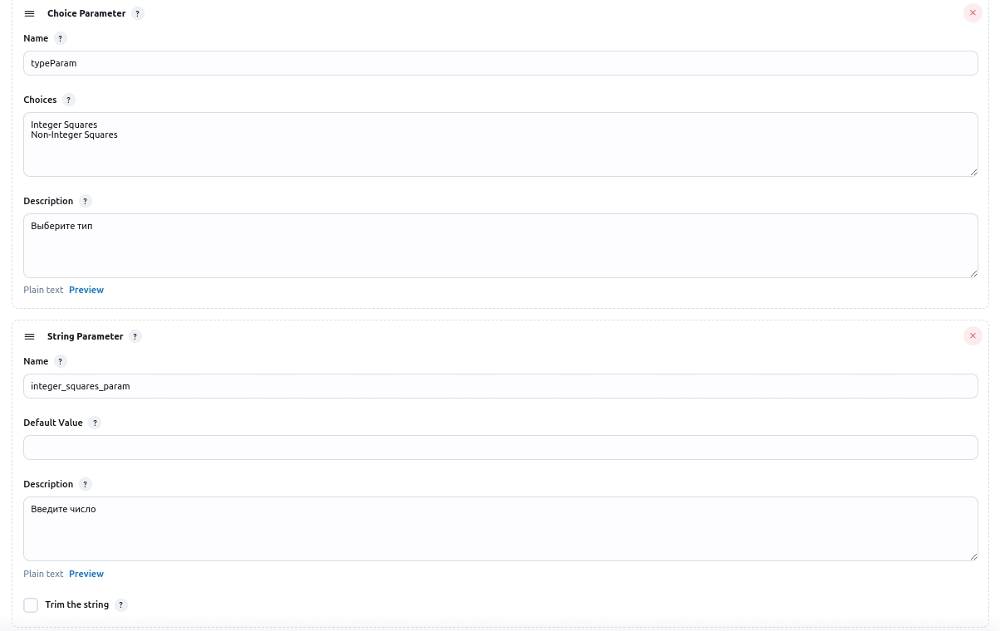 Choice Parameter ?
Name ?
typeParam
Choices ?
Integer Squares
Non-Integer Squares
Description ?
Выберите тип
Plain text Preview
String Parameter ?
Name ?
integer_squares_param
Default Value ?
Description ?
Введите число
Plain text Preview
Trim the string ?